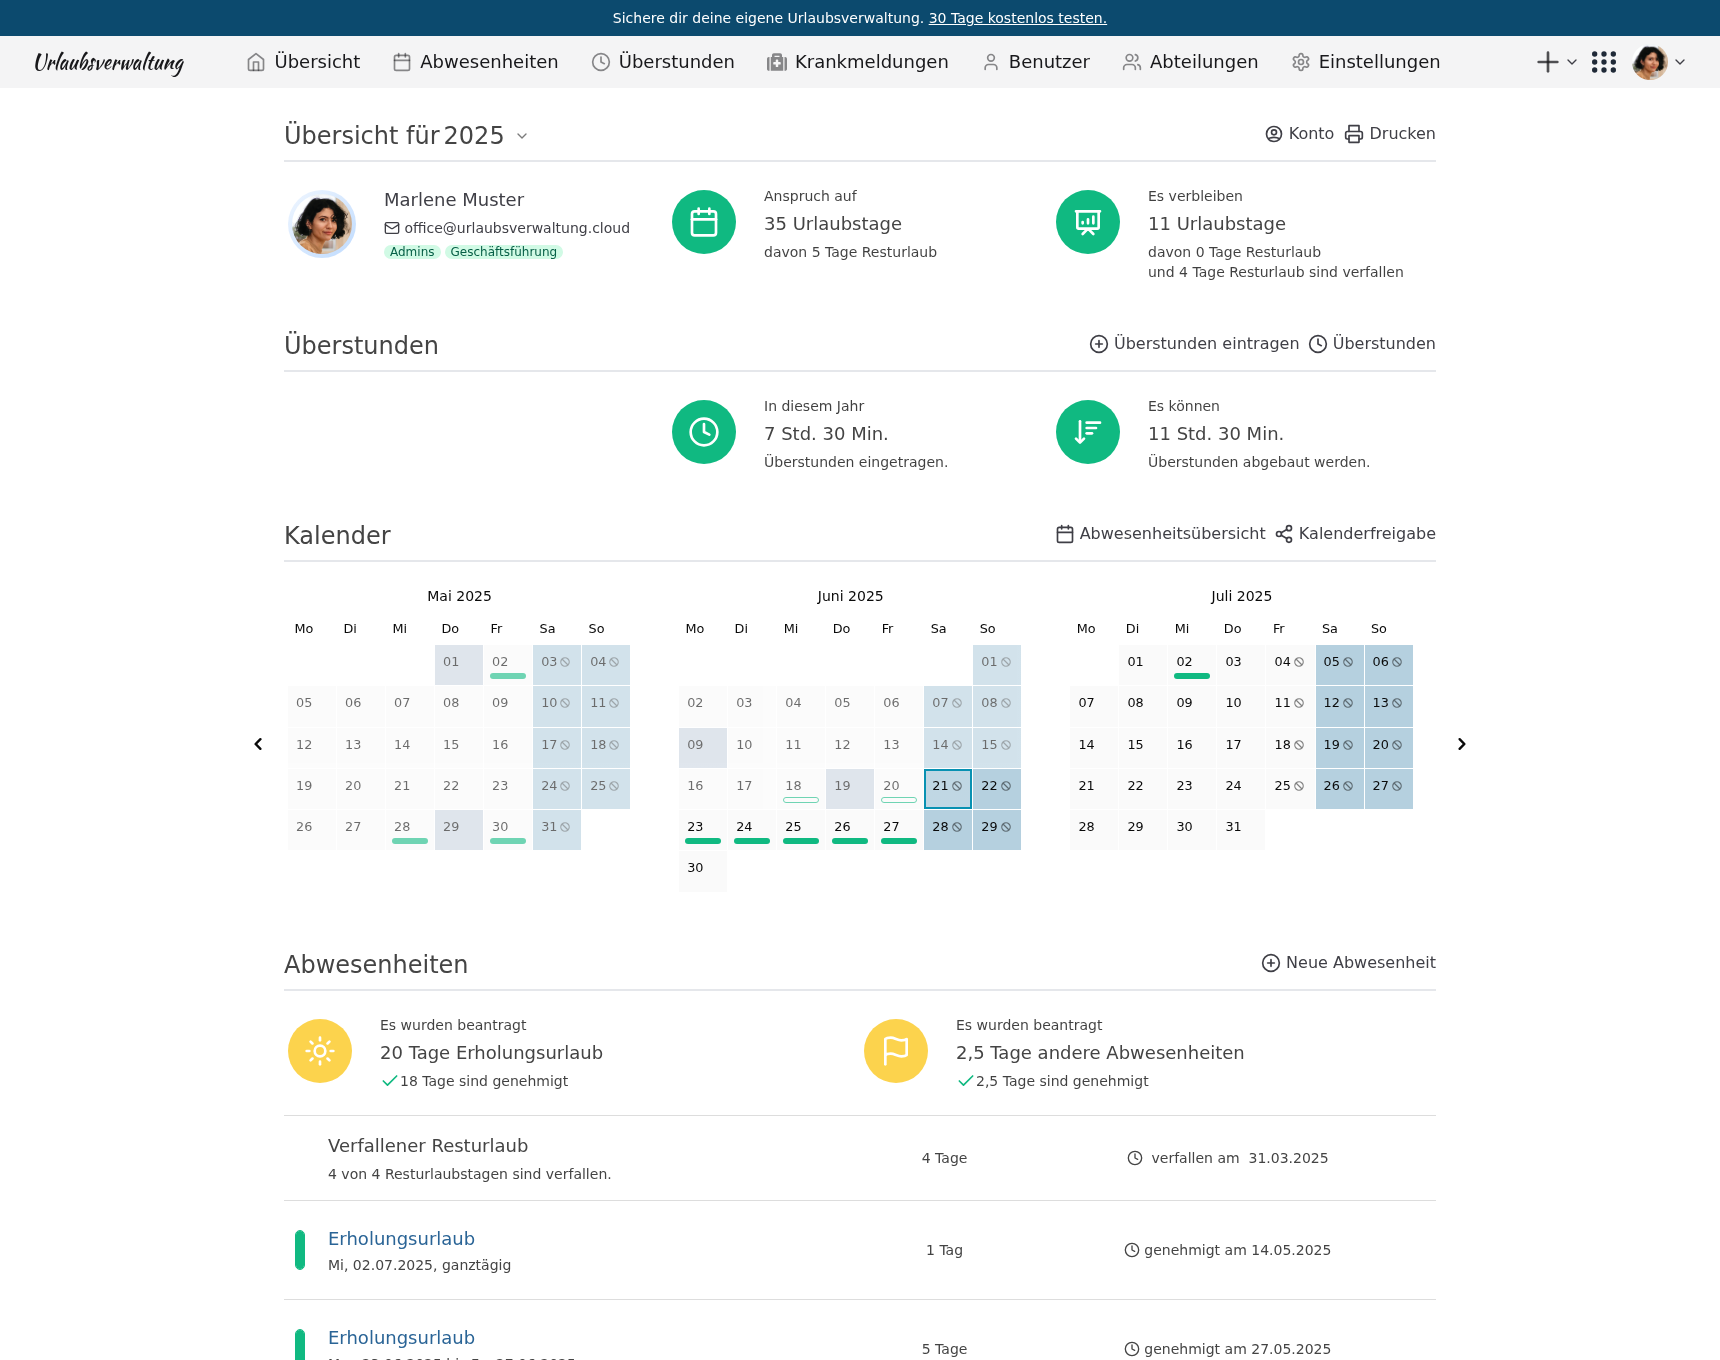 Sichere dir deine eigene Urlaubsverwaltung. 30 Tage kostenlos testen.
Urlaubsverwaltung Übersicht Abwesenheiten Überstunden Krankmeldungen Benutzer Abteilungen Einstellungen
Übersicht für 2025 Konto Drucken
Marlene Muster
office@urlaubsverwaltung.cloud
Admins Geschäftsführung
Anspruch auf
35 Urlaubstage
davon 5 Tage Resturlaub
Es verbleiben
11 Urlaubstage
davon 0 Tage Resturlaub
und 4 Tage Resturlaub sind verfallen
Überstunden Überstunden eintragen Überstunden
In diesem Jahr
7 Std. 30 Min.
Überstunden eingetragen.
Es können
11 Std. 30 Min.
Überstunden abgebaut werden.
Kalender Abwesenheitsübersicht Kalenderfreigabe
Mai 2025
Mo Di Mi Do Fr Sa So
01 02 03 04
05 06 07 08 09 10 11
12 13 14 15 16 17 18
19 20 21 22 23 24 25
26 27 28 29 30 31
Juni 2025
Mo Di Mi Do Fr Sa So
01
02 03 04 05 06 07 08
09 10 11 12 13 14 15
16 17 18 19 20 21 22
23 24 25 26 27 28 29
30
Juli 2025
Mo Di Mi Do Fr Sa So
01 02 03 04 05 06
07 08 09 10 11 12 13
14 15 16 17 18 19 20
21 22 23 24 25 26 27
28 29 30 31
Abwesenheiten Neue Abwesenheit
Es wurden beantragt
20 Tage Erholungsurlaub
18 Tage sind genehmigt
Es wurden beantragt
2,5 Tage andere Abwesenheiten
2,5 Tage sind genehmigt
Verfallener Resturlaub
4 von 4 Resturlaubstagen sind verfallen.
4 Tage
verfallen am 31.03.2025
Erholungsurlaub
Mi, 02.07.2025, ganztägig
1 Tag
genehmigt am 14.05.2025
Erholungsurlaub
5 Tage
genehmigt am 27.05.2025